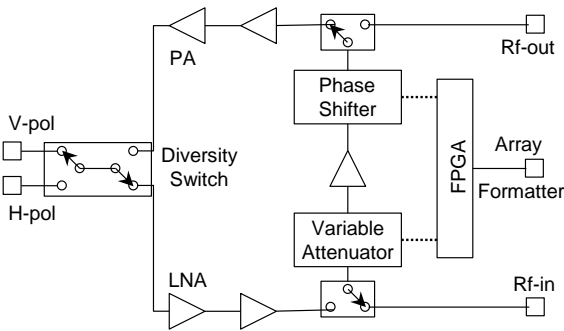 PA
Rf-out
Phase
Shifter
V-pol
Diversity
Switch
FPGA
Array
Formatter
H-pol
Variable
Attenuator
LNA
Rf-in